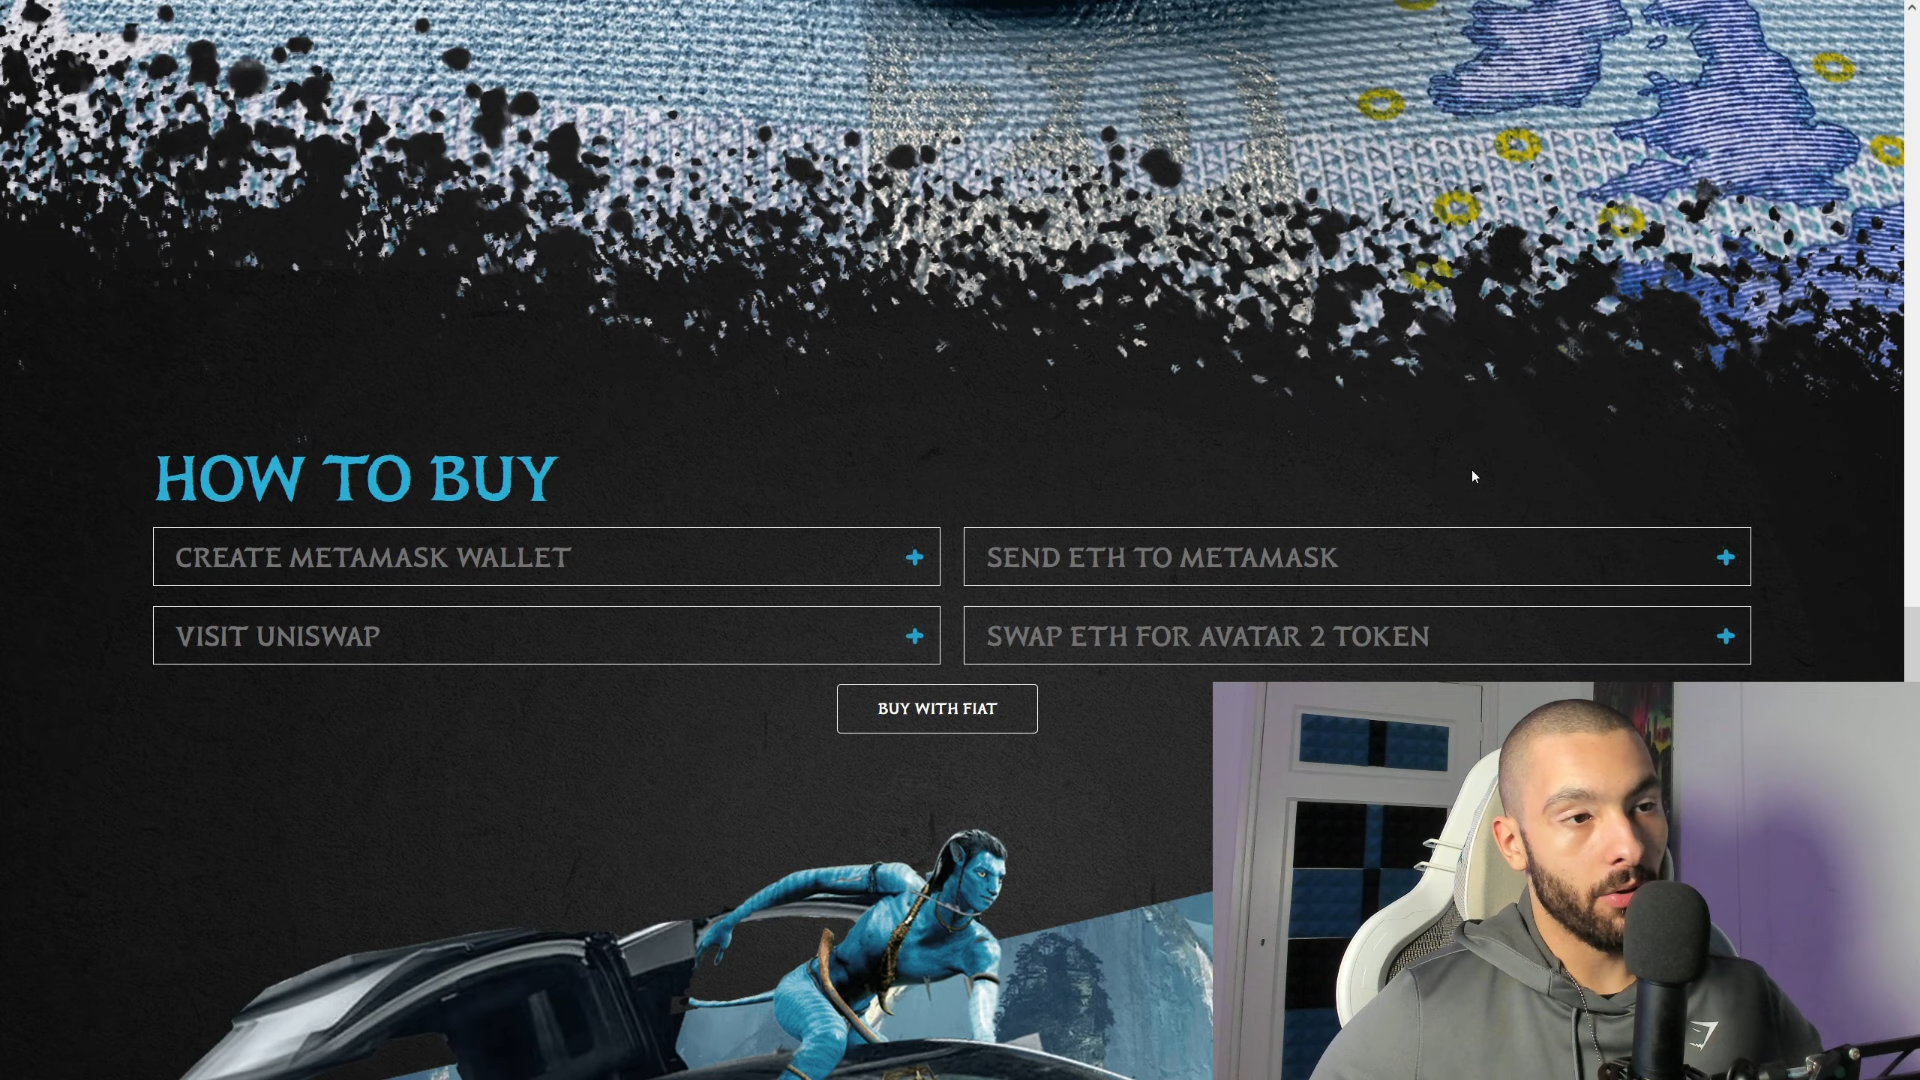 HOW TO BUY
CREATE METAMASK WALLET
SEND ETH TO METAMASK
VISIT UNISWAP
SWAP ETH FOR AVATAR 2 TOKEN
BUY WITH FIAT